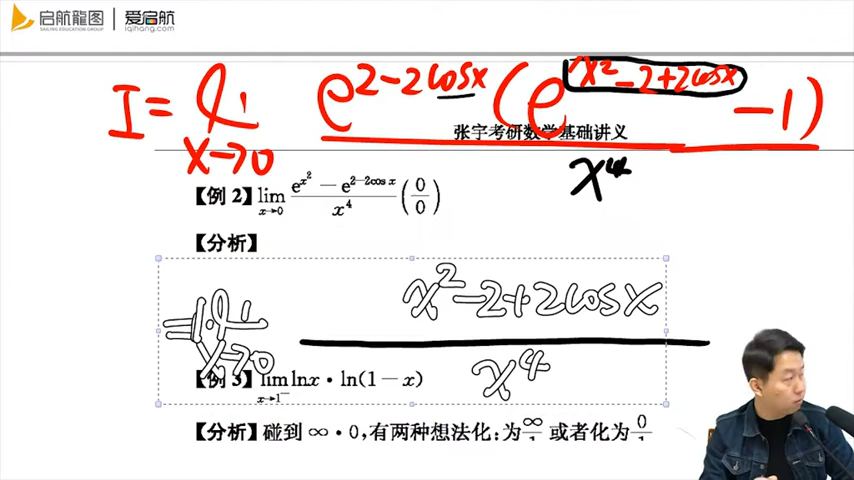 启航龍图 | 爱启航
SAILING EDUCATION GROUP iqihang.com
I = lim x→0 e^{2-2cosx}(e^{x²-2+2cosx} -1) / x⁴
张宇考研数学基础讲义
【例 2】lim x→0 (e^{x²} - e^{2-2cos x}) / x⁴ (0/0)
【分析】
= 1·lim x→0 (x²-2+2cosx) / x⁴
【例 3】lim x→1⁻ lnx·ln(1-x)
【分析】碰到 ∞·0,有两种想法化:为 ∞ 或者化为 0